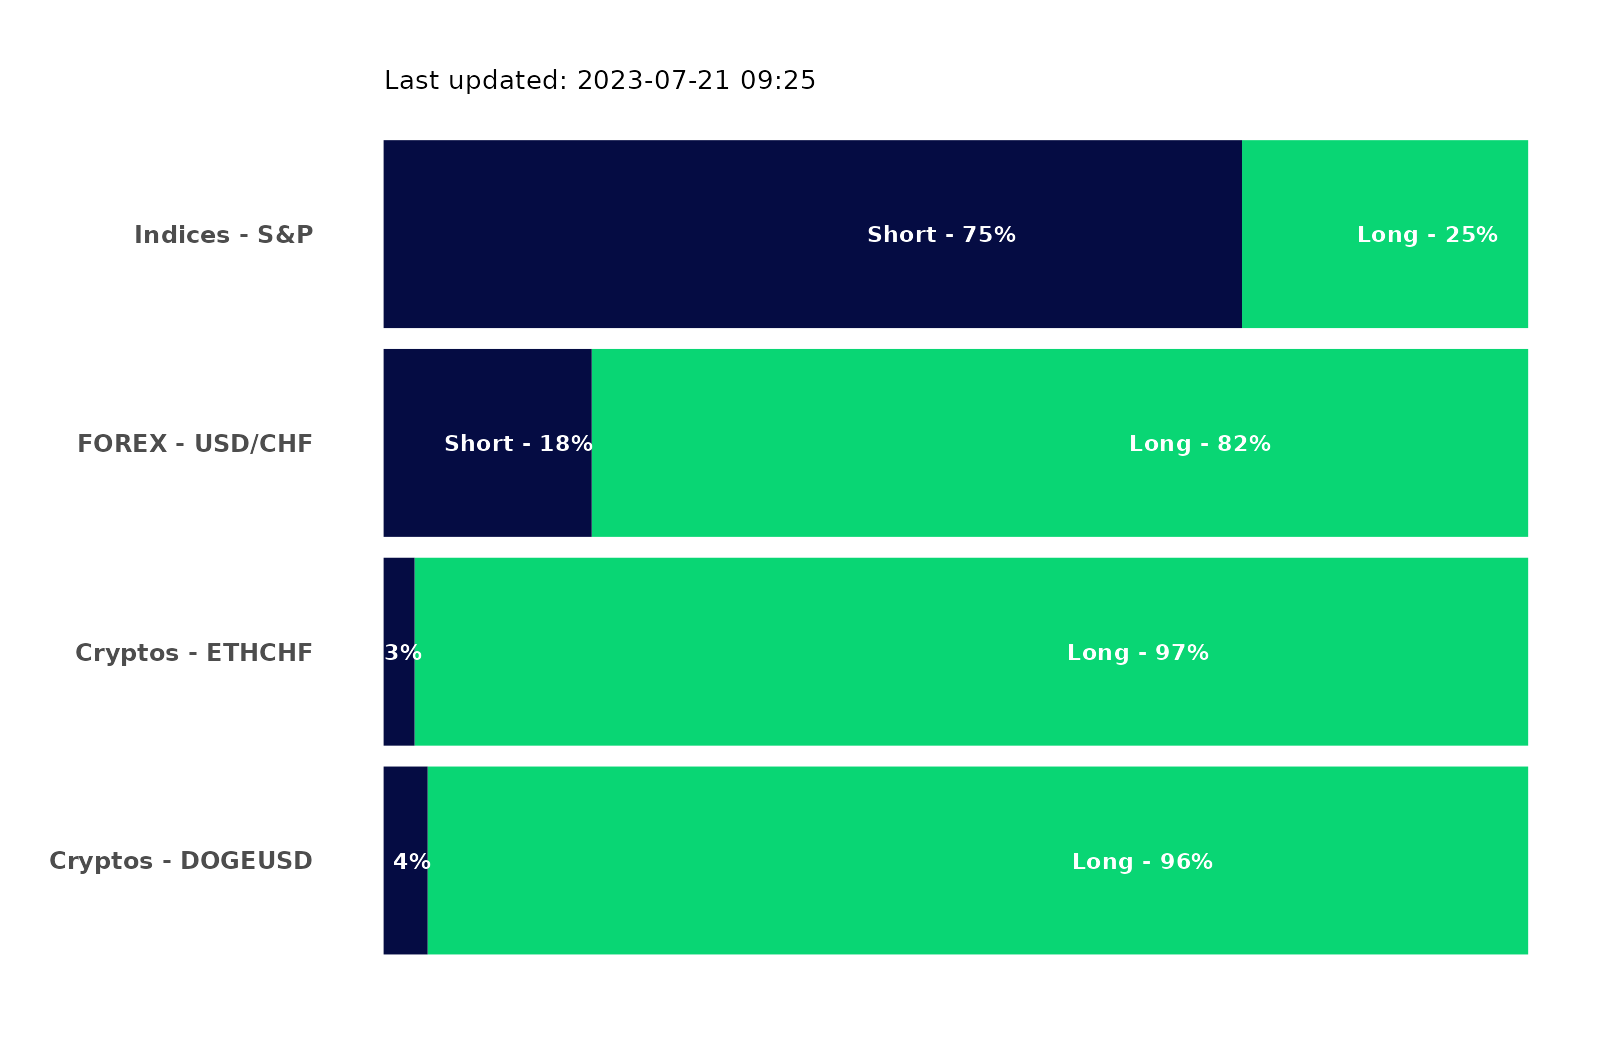 Last updated: 2023-07-21 09:25
Indices - S&P
Short - 75%
Long - 25%
FOREX - USD/CHF
Short - 18%
Long - 82%
Cryptos - ETHCHF
3%
Long - 97%
Cryptos - DOGEUSD
4%
Long - 96%